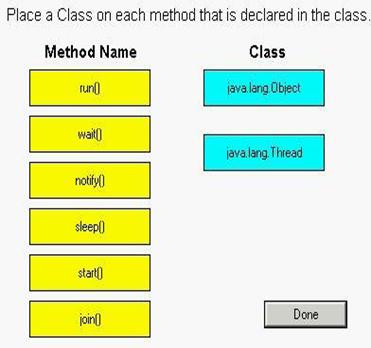 Place a Class on each method that is declared in the class.
Method Name
Class
run()
java.lang.Object
wait()
java.lang.Thread
notify()
sleep()
start()
join()
Done